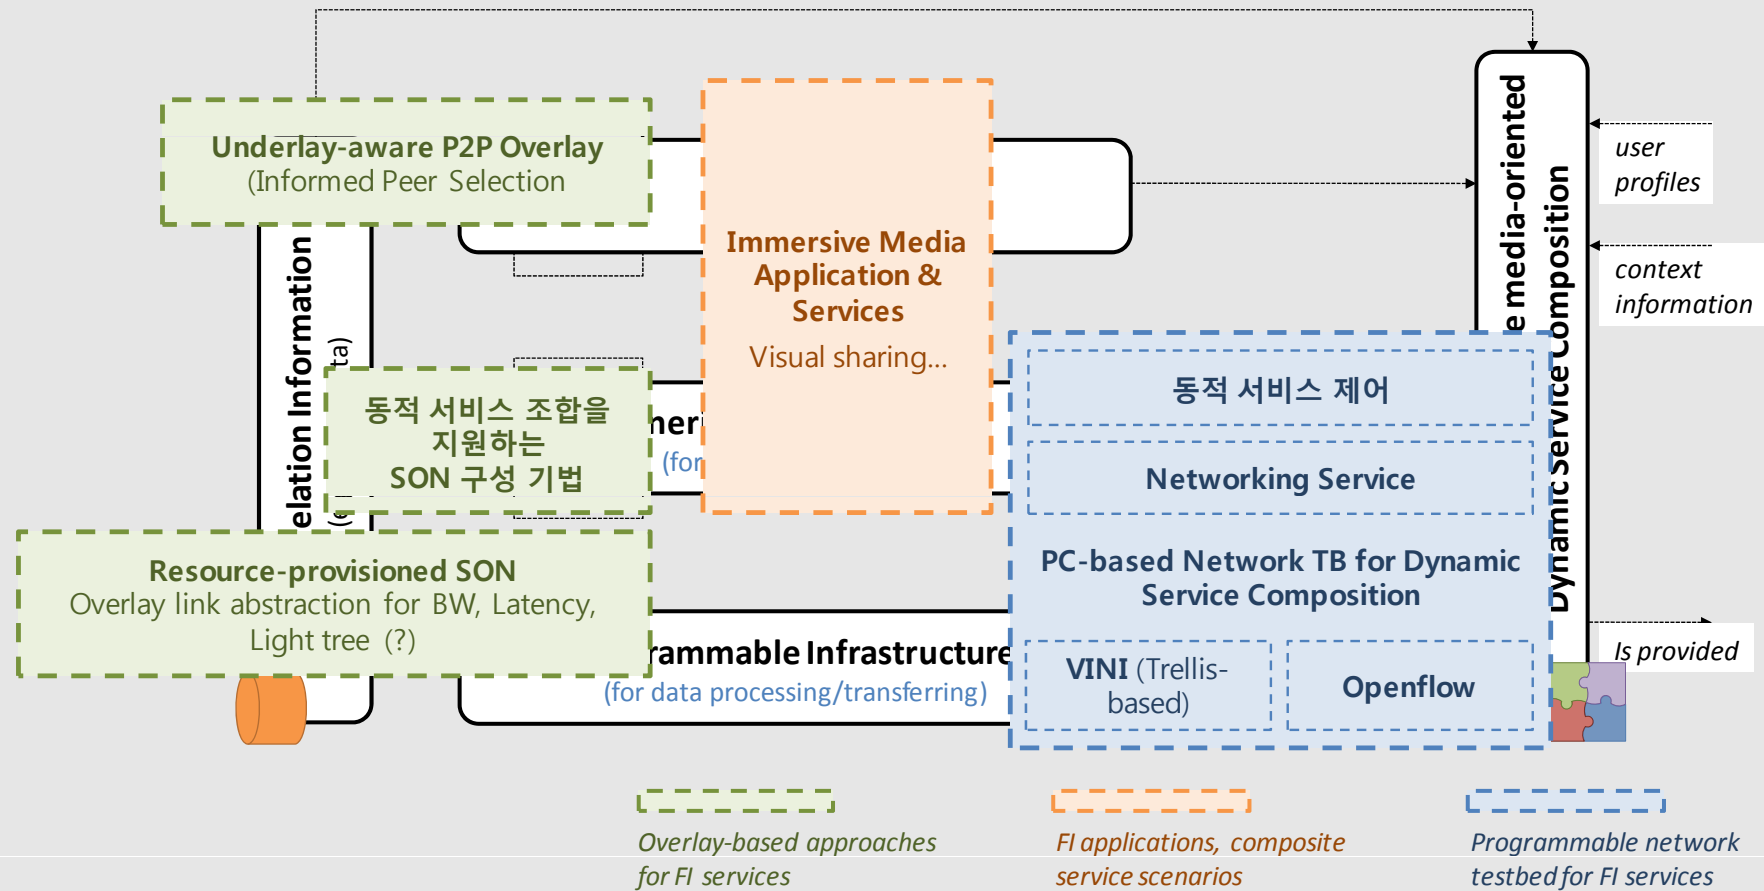 Underlay-aware P2P Overlay
(Informed Peer Selection
Immersive Media
Application &
Services
Visual sharing...
elation Information
동적 서비스 조합을
지원하는
SON 구성 기법
(for
Resource-provisioned SON
Overlay link abstraction for BW, Latency,
Light tree (?)
rammable Infrastructure
(for data processing/transferring)
동적 서비스 제어
Networking Service
PC-based Network TB for Dynamic
Service Composition
VINI (Trellis-
based)
Openflow
e media-oriented
Dynamic Service Composition
user
profiles
context
information
Is provided
Overlay-based approaches
for FI services
FI applications, composite
service scenarios
Programmable network
testbed for FI services